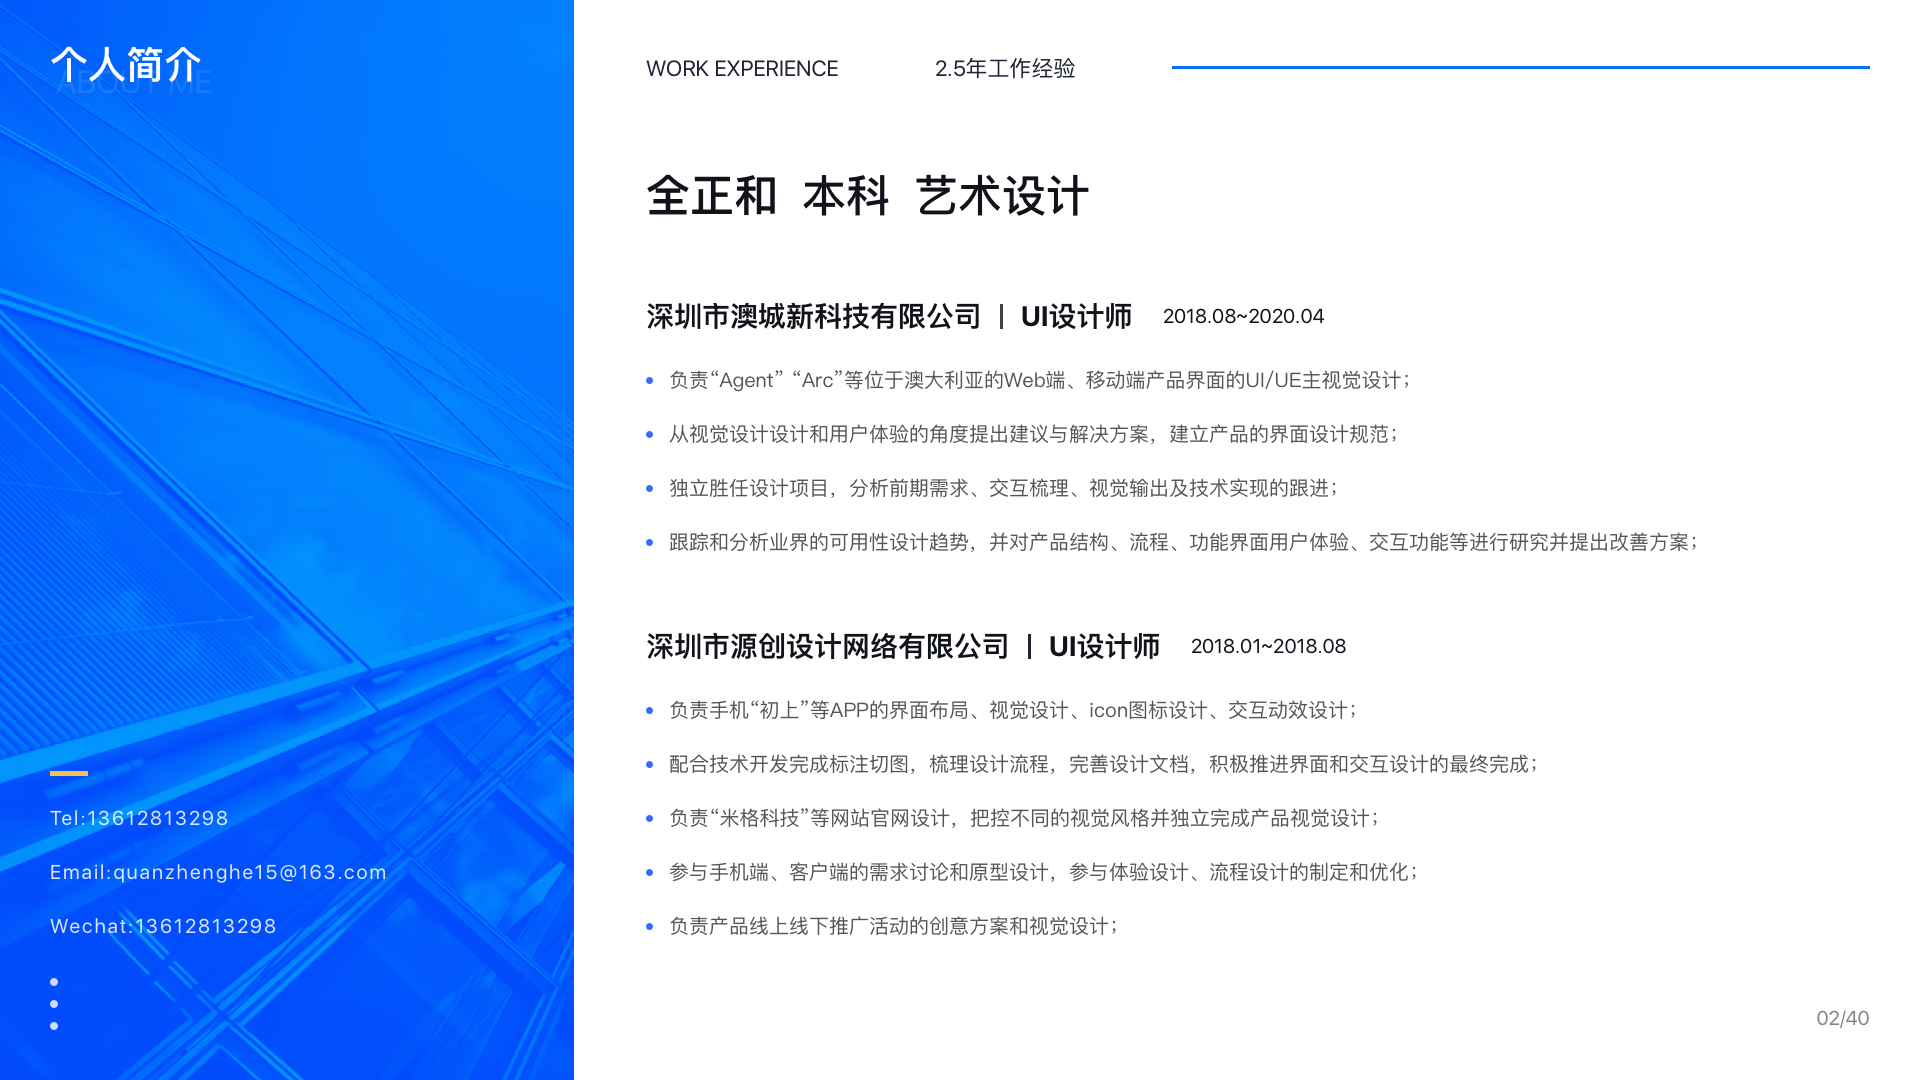 个人简介
ABOUT ME
Tel:13612813298
Email:quanzhenghe15@163.com
Wechat:13612813298
WORK EXPERIENCE 2.5年工作经验
全正和 本科 艺术设计
深圳市澳城新科技有限公司 | UI设计师 2018.08~2020.04
负责“Agent” “Arc”等位于澳大利亚的Web端、移动端产品界面的UI/UE主视觉设计；
从视觉设计设计和用户体验的角度提出建议与解决方案，建立产品的界面设计规范；
独立胜任设计项目，分析前期需求、交互梳理、视觉输出及技术实现的跟进；
跟踪和分析业界的可用性设计趋势，并对产品结构、流程、功能界面用户体验、交互功能等进行研究并提出改善方案；
深圳市源创设计网络有限公司 | UI设计师 2018.01~2018.08
负责手机“初上”等APP的界面布局、视觉设计、icon图标设计、交互动效设计；
配合技术开发完成标注切图，梳理设计流程，完善设计文档，积极推进界面和交互设计的最终完成；
负责“米格科技”等网站官网设计，把控不同的视觉风格并独立完成产品视觉设计；
参与手机端、客户端的需求讨论和原型设计，参与体验设计、流程设计的制定和优化；
负责产品线上线下推广活动的创意方案和视觉设计；
02/40